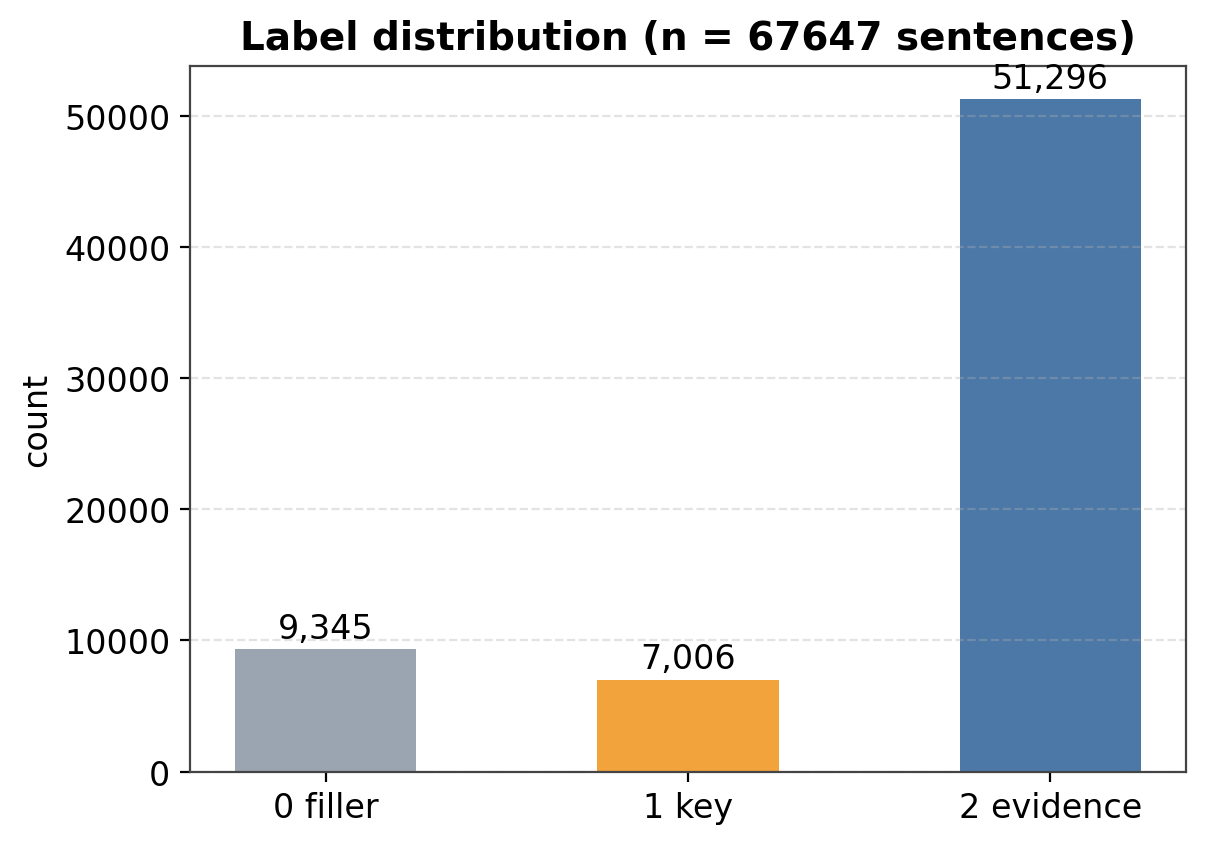 Label distribution (n = 67647 sentences)
51,296
50000
40000
30000
count
20000
9,345
10000
7,006
0
0 filler
1 key
2 evidence